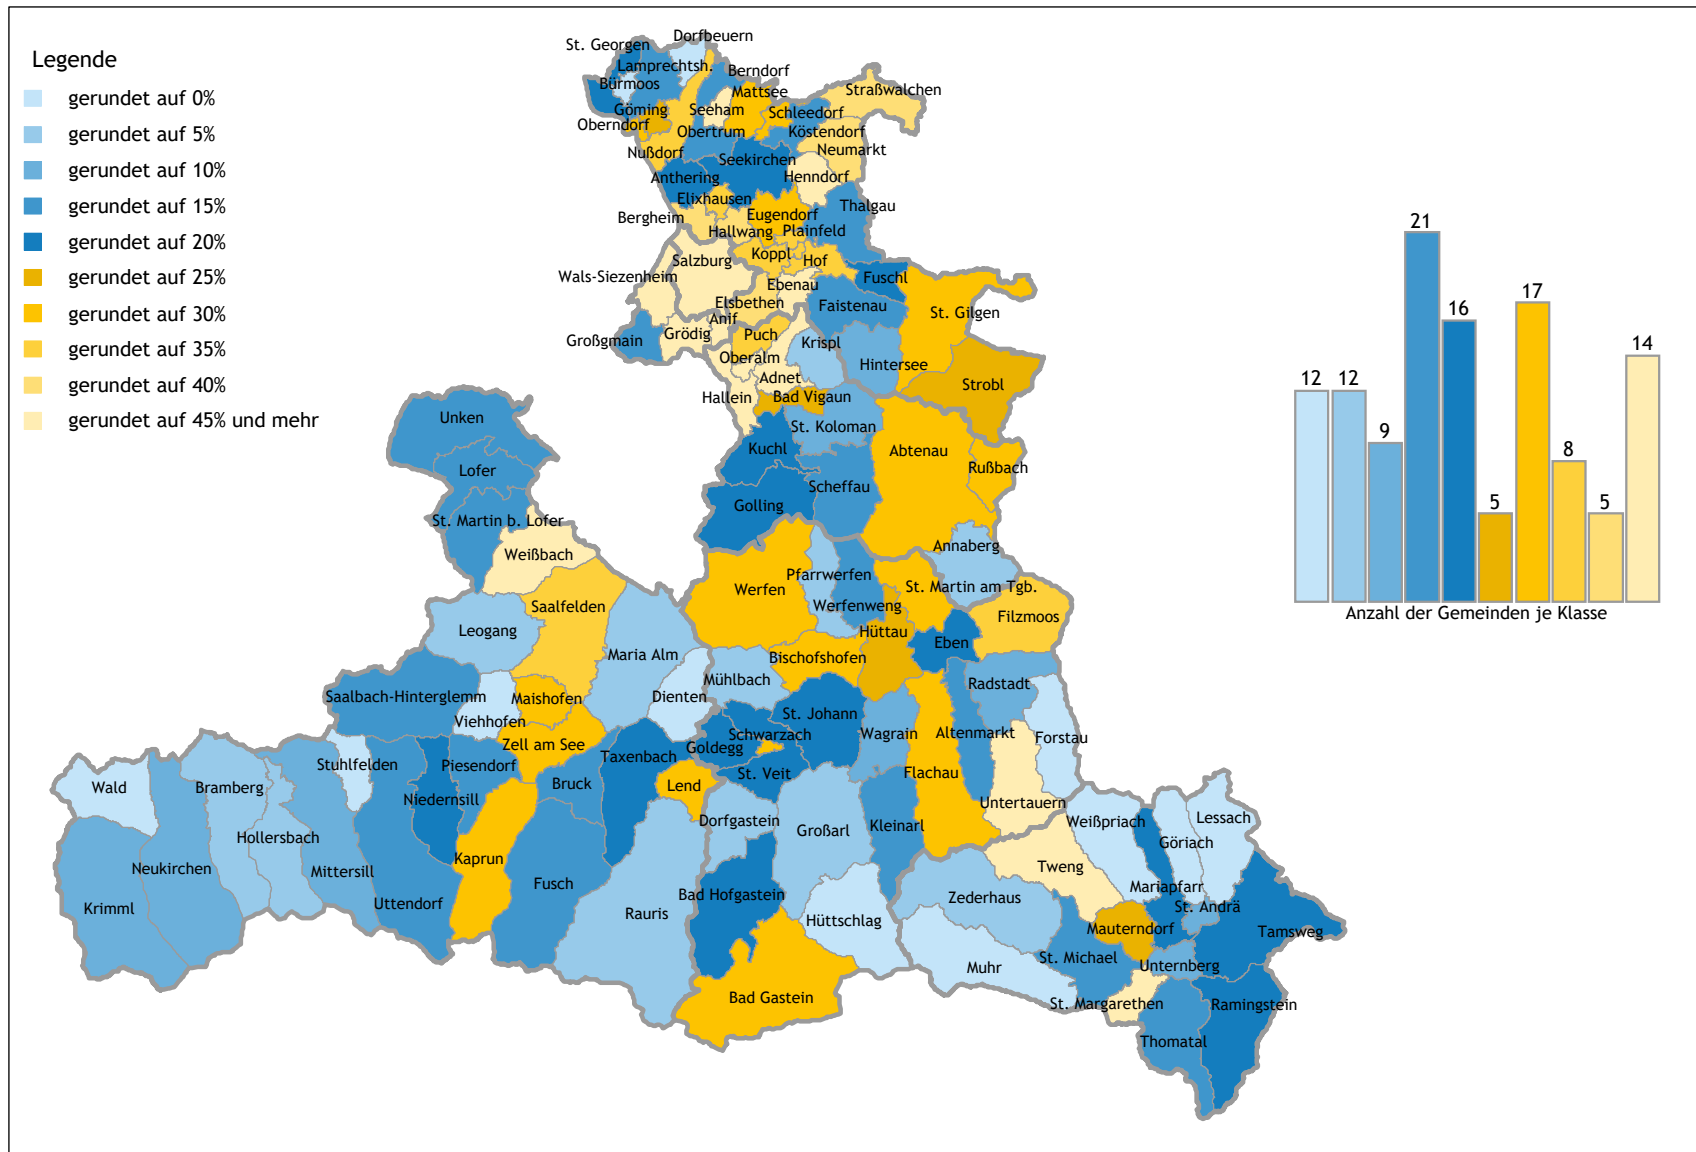 Legende
gerundet auf 0%
gerundet auf 5%
gerundet auf 10%
gerundet auf 15%
gerundet auf 20%
gerundet auf 25%
gerundet auf 30%
gerundet auf 35%
gerundet auf 40%
gerundet auf 45% und mehr
Dorfbeuern
St. Georgen
Lamprechtsh.
Berndorf
Bürmoos
Mattsee
Straßwalchen
Göming
Seeham
Schleedorf
Oberndorf
Obertrum
Köstendorf
Nußdorf
Neumarkt
Seekirchen
Anthering
Henndorf
Elixhausen
Thalgau
Bergheim
Eugendorf
Hallwang
Plainfeld
Salzburg
Koppl
Hof
Wals-Siezenheim
Ebenau
Fuschl
Elsbethen
Faistenau
St. Gilgen
Anif
Großgmain
Grödig
Puch
Krispl
Oberalm
Hintersee
Adnet
Strobl
Hallein
Bad Vigaun
St. Koloman
Unken
Kuchl
Abtenau
Lofer
Rußbach
Scheffau
Golling
St. Martin b. Lofer
Weißbach
Annaberg
Pfarrwerfen
Werfen
St. Martin am Tgb.
Saalfelden
Werfenweng
Filzmoos
Leogang
Hüttau
Eben
Maria Alm
Bischofshofen
Mühlbach
Radstadt
Saalbach-Hinterglemm
Maishofen
Dienten
Viehhofen
St. Johann
Schwarzach
Wagrain
Altenmarkt
Forstau
Zell am See
Goldegg
Taxenbach
Stuhlfelden
Piesendorf
St. Veit
Flachau
Wald
Bramberg
Bruck
Lend
Niedernsill
Untertauern
Dorfgastein
Weißpriach
Lessach
Großarl
Kleinarl
Hollersbach
Göriach
Kaprun
Neukirchen
Mittersill
Tweng
Fusch
Mariapfarr
Bad Hofgastein
Zederhaus
Uttendorf
Krimml
Rauris
St. Andrä
Hüttschlag
Mauterndorf
Tamsweg
St. Michael
Muhr
Unternberg
Bad Gastein
St. Margarethen
Ramingstein
Thomatal
12
12
9
21
16
5
17
8
5
14
Anzahl der Gemeinden je Klasse